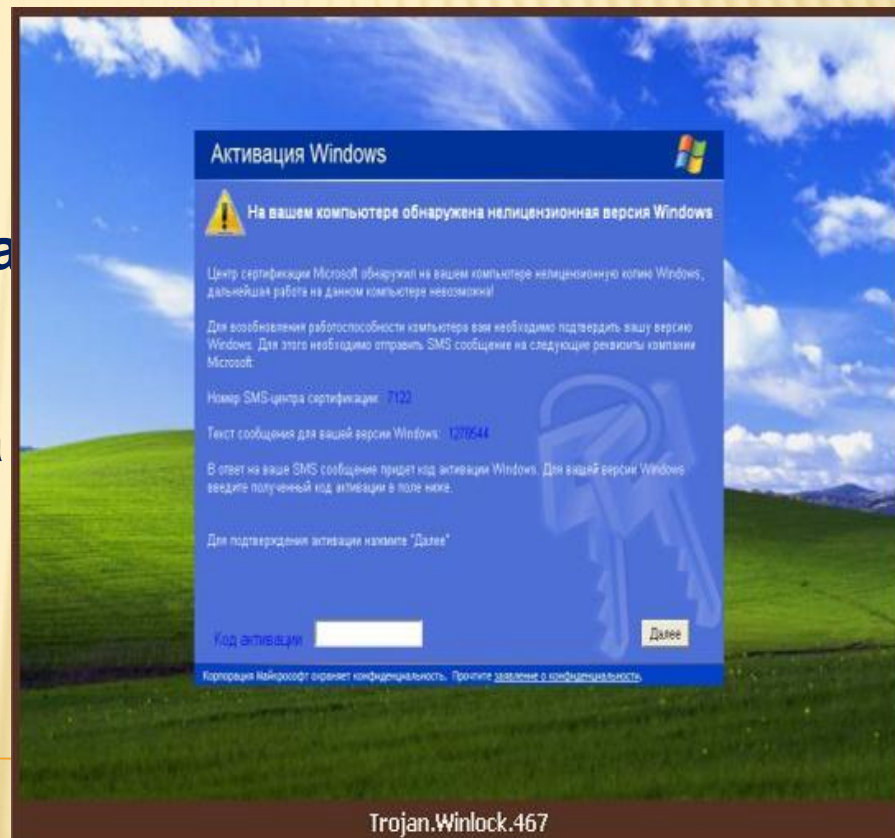 Активация Windows
На вашем компьютере обнаружена нелицензионная версия Windows
Центр сертификации Microsoft обнаружил на вашем компьютере нелицензионную копию Windows,
дальнейшая работа на данном компьютере невозможна!
Для возобновления работоспособности компьютера вам необходимо подтвердить вашу версию
Windows. Для этого необходимо отправить SMS сообщение на следующие реквизиты компании
Microsoft:
Номер SMS-центра сертификации: 7122
Текст сообщения для вашей версии Windows: 1278544
В ответ на ваше SMS сообщение придет код активации Windows. Для вашей версии Windows
введите полученный код активации в поле ниже.
Для подтверждения активации нажмите "Далее"
Код активации
Далее
Корпорация Майкрософт охраняет конфиденциальность. Прочтите заявление о конфиденциальности.
Trojan.Winlock.467